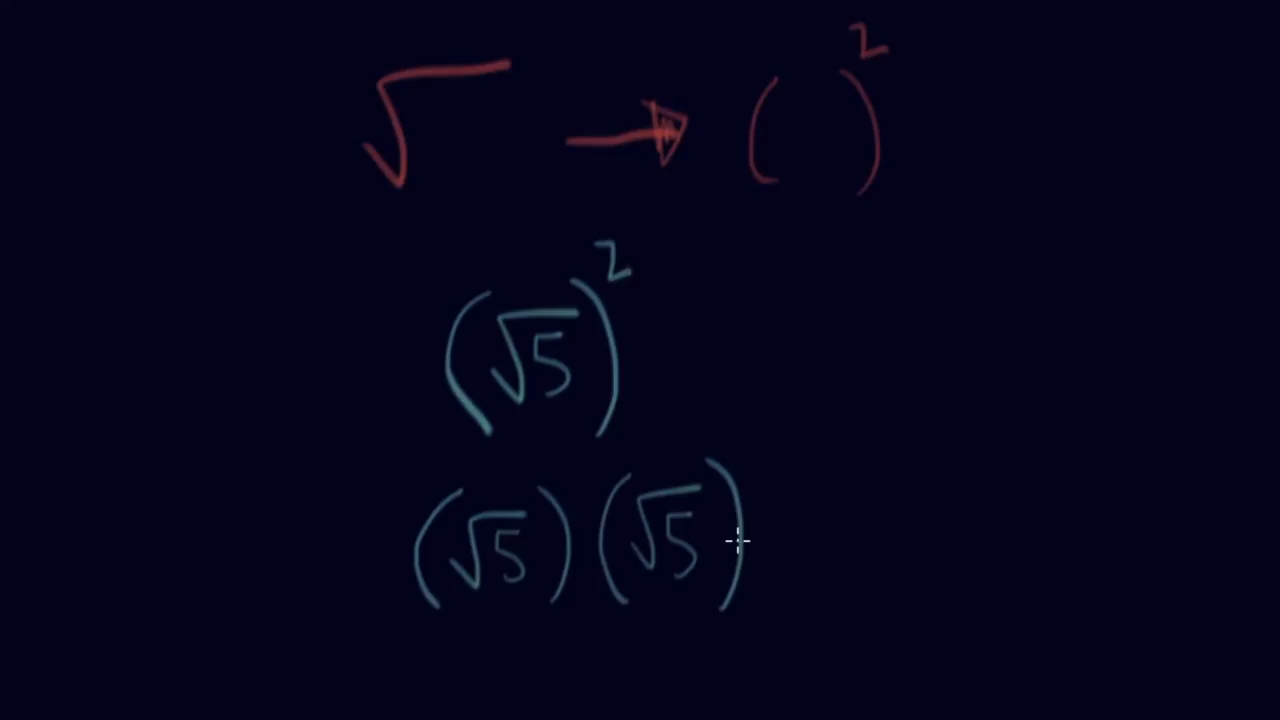 √ → ( )²
(√5)²
(√5)(√5)